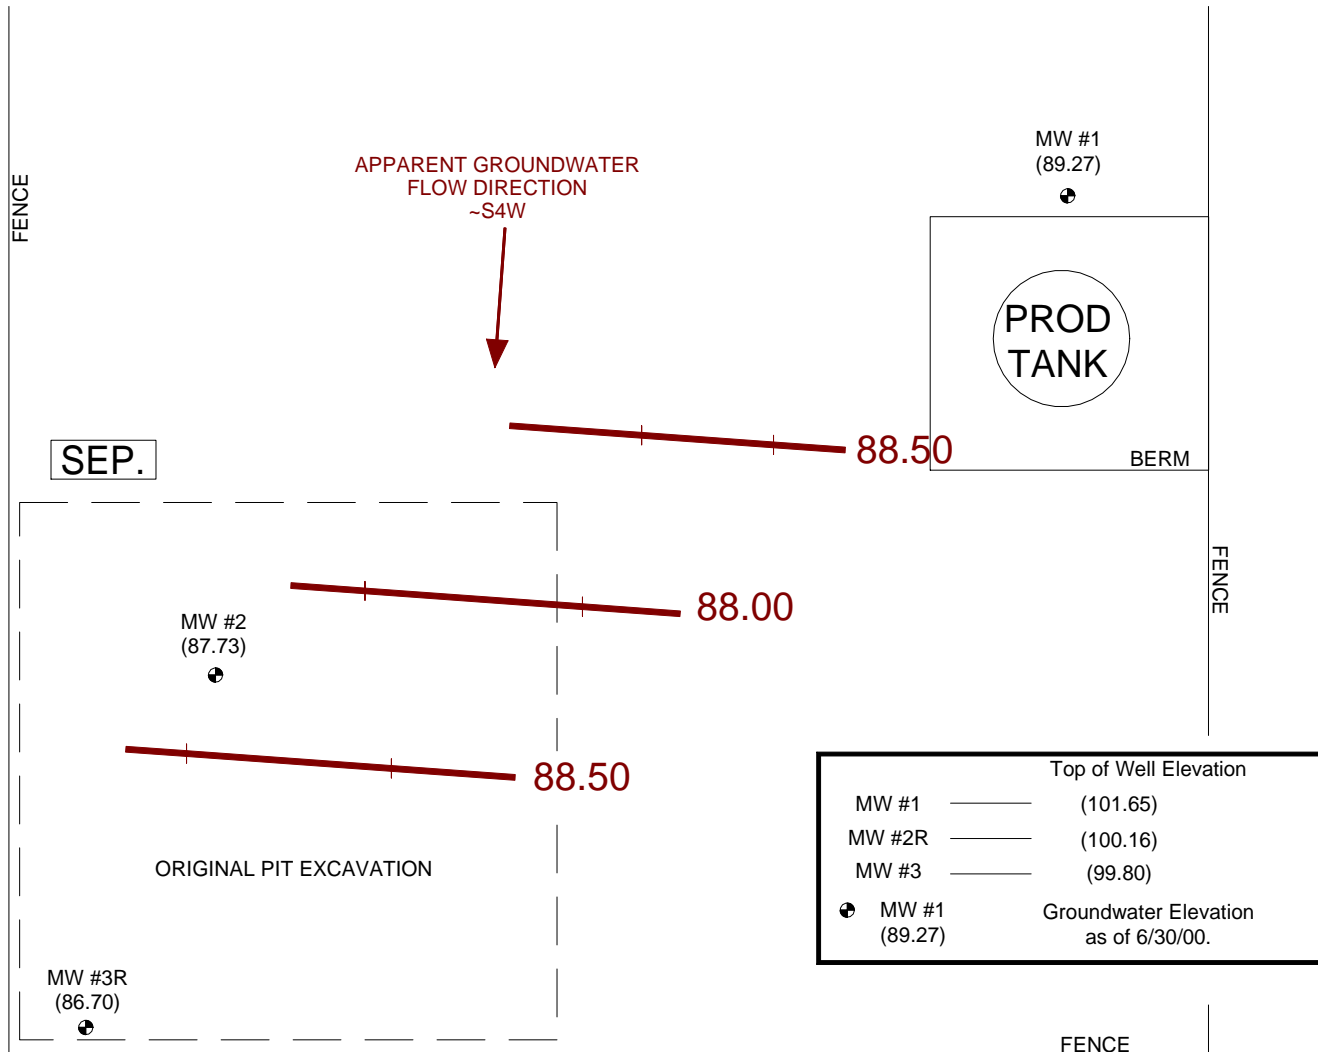 MW #1
(89.27)
APPARENT GROUNDWATER
FLOW DIRECTION
~S4W
FENCE
PROD
TANK
88.50
SEP.
BERM
FENCE
88.00
MW #2
(87.73)
88.50
Top of Well Elevation
MW #1 (101.65)
MW #2R (100.16)
MW #3 (99.80)
MW #1 Groundwater Elevation
(89.27) as of 6/30/00.
ORIGINAL PIT EXCAVATION
MW #3R
(86.70)
FENCE